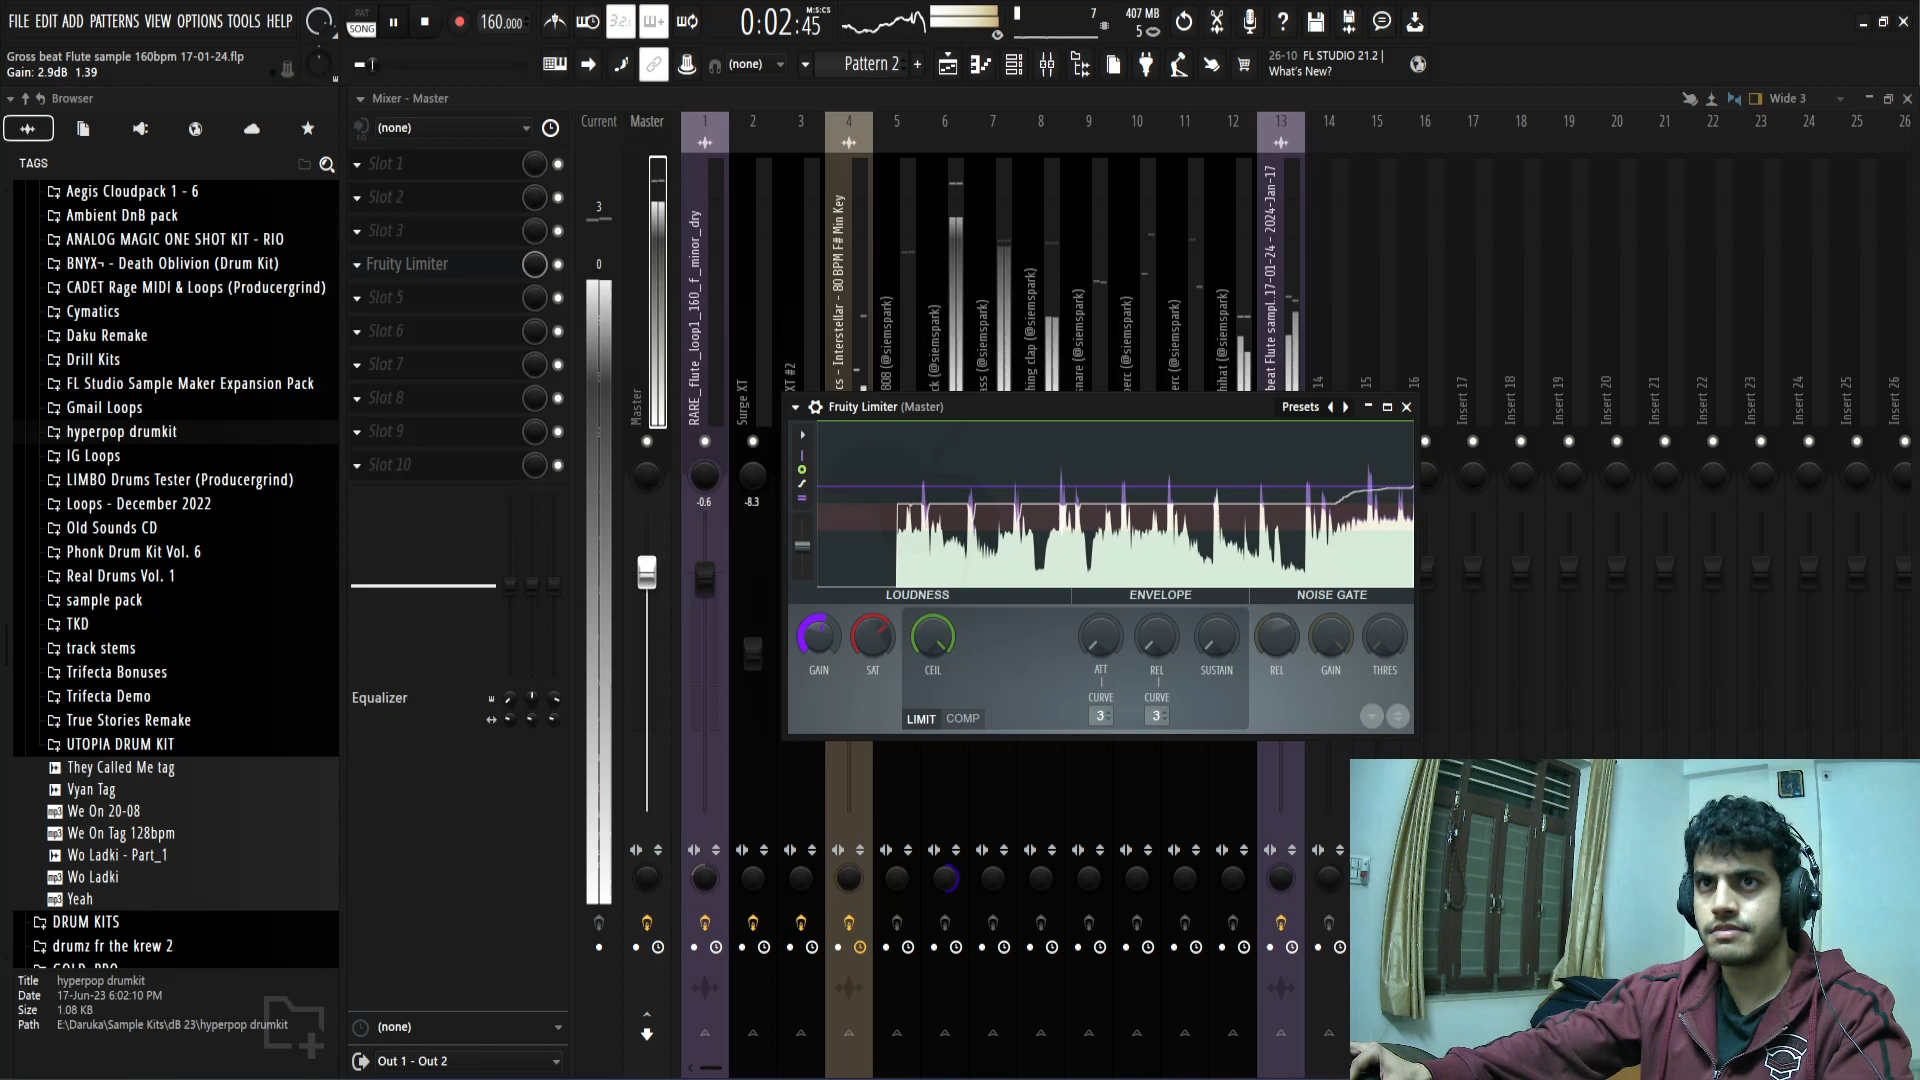 FILE EDIT ADD PATTERNS VIEW OPTIONS TOOLS HELP
PAT
SONG
160.000
3.2:
0:02:45
M:S:CS
7
407 MB
5
Gross beat Flute sample 160bpm 17-01-24.flp
Gain: 2.9dB 1.39
(none)
Pattern 2
26-10 FL STUDIO 21.2 |
What's New?
Browser
TAGS
Aegis Cloudpack 1 - 6
Ambient DnB pack
ANALOG MAGIC ONE SHOT KIT - RIO
BNYX¬ - Death Oblivion (Drum Kit)
CADET Rage MIDI & Loops (Producergrind)
Cymatics
Daku Remake
Drill Kits
FL Studio Sample Maker Expansion Pack
Gmail Loops
hyperpop drumkit
IG Loops
LIMBO Drums Tester (Producergrind)
Loops - December 2022
Old Sounds CD
Phonk Drum Kit Vol. 6
Real Drums Vol. 1
sample pack
TKD
track stems
Trifecta Bonuses
Trifecta Demo
True Stories Remake
UTOPIA DRUM KIT
They Called Me tag
Vyan Tag
We On 20-08
We On Tag 128bpm
Wo Ladki - Part_1
Wo Ladki
Yeah
DRUM KITS
drumz fr the krew 2
Title hyperpop drumkit
Date 17-Jun-23 6:02:10 PM
Size 1.08 KB
Path E:\Daruka\Sample Kits\dB 23\hyperpop drumkit
Mixer - Master
Wide 3
(none)
Slot 1
Slot 2
Slot 3
Fruity Limiter
Slot 5
Slot 6
Slot 7
Slot 8
Slot 9
Slot 10
Equalizer
(none)
Out 1 - Out 2
Current Master 1 2 3 4 5 6 7 8 9 10 11 12 13 14 15 16 17 18 19 20 21 22 23 24 25 26
3
0
Master
RARE_flute_loop1_160_f_minor_dry
Surge XT
XT #2
cs - Interstellar - 80 BPM F# Min Key
808 (@siemspark)
ck (@siemspark)
ass (@siemspark)
hing clap (@siemspark)
snare (@siemspark)
perc (@siemspark)
perc (@siemspark)
hihat (@siemspark)
beat Flute sampl..17-01-24 - 2024-Jan-17
14
15
16
Insert 17
Insert 18
Insert 19
Insert 20
Insert 21
Insert 22
Insert 23
Insert 24
Insert 25
Insert 26
-0.6
-8.3
Fruity Limiter (Master)
Presets
LOUDNESS
ENVELOPE
NOISE GATE
GAIN
SAT
CEIL
ATT
REL
SUSTAIN
REL
GAIN
THRES
CURVE
CURVE
3
3
LIMIT
COMP